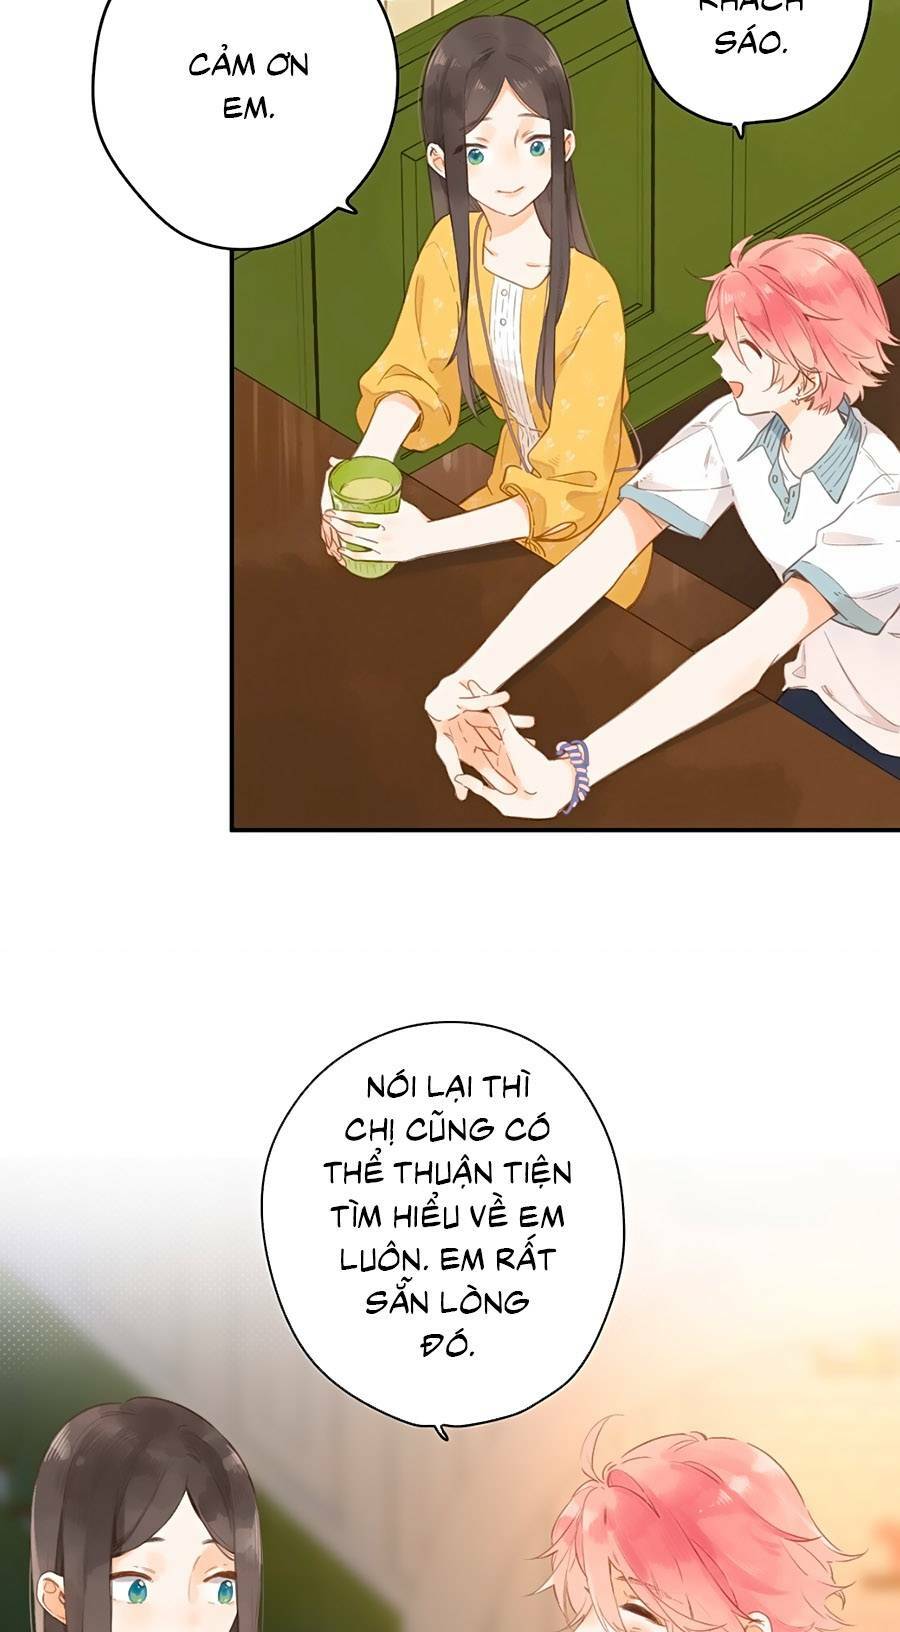 CẢM ƠN
EM.
KHÁCH
SÁO.
NÓI LẠI THÌ
CHỊ CŨNG CÓ
THỂ THUẬN TIỆN
TÌM HIỂU VỀ EM
LUÔN. EM RẤT
SẴN LÒNG
ĐÓ.